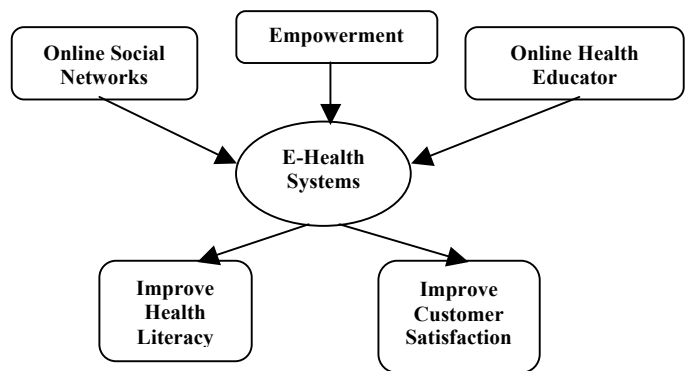 Online Social
Networks
Empowerment
Online Health
Educator
E-Health
Systems
Improve
Health
Literacy
Improve
Customer
Satisfaction